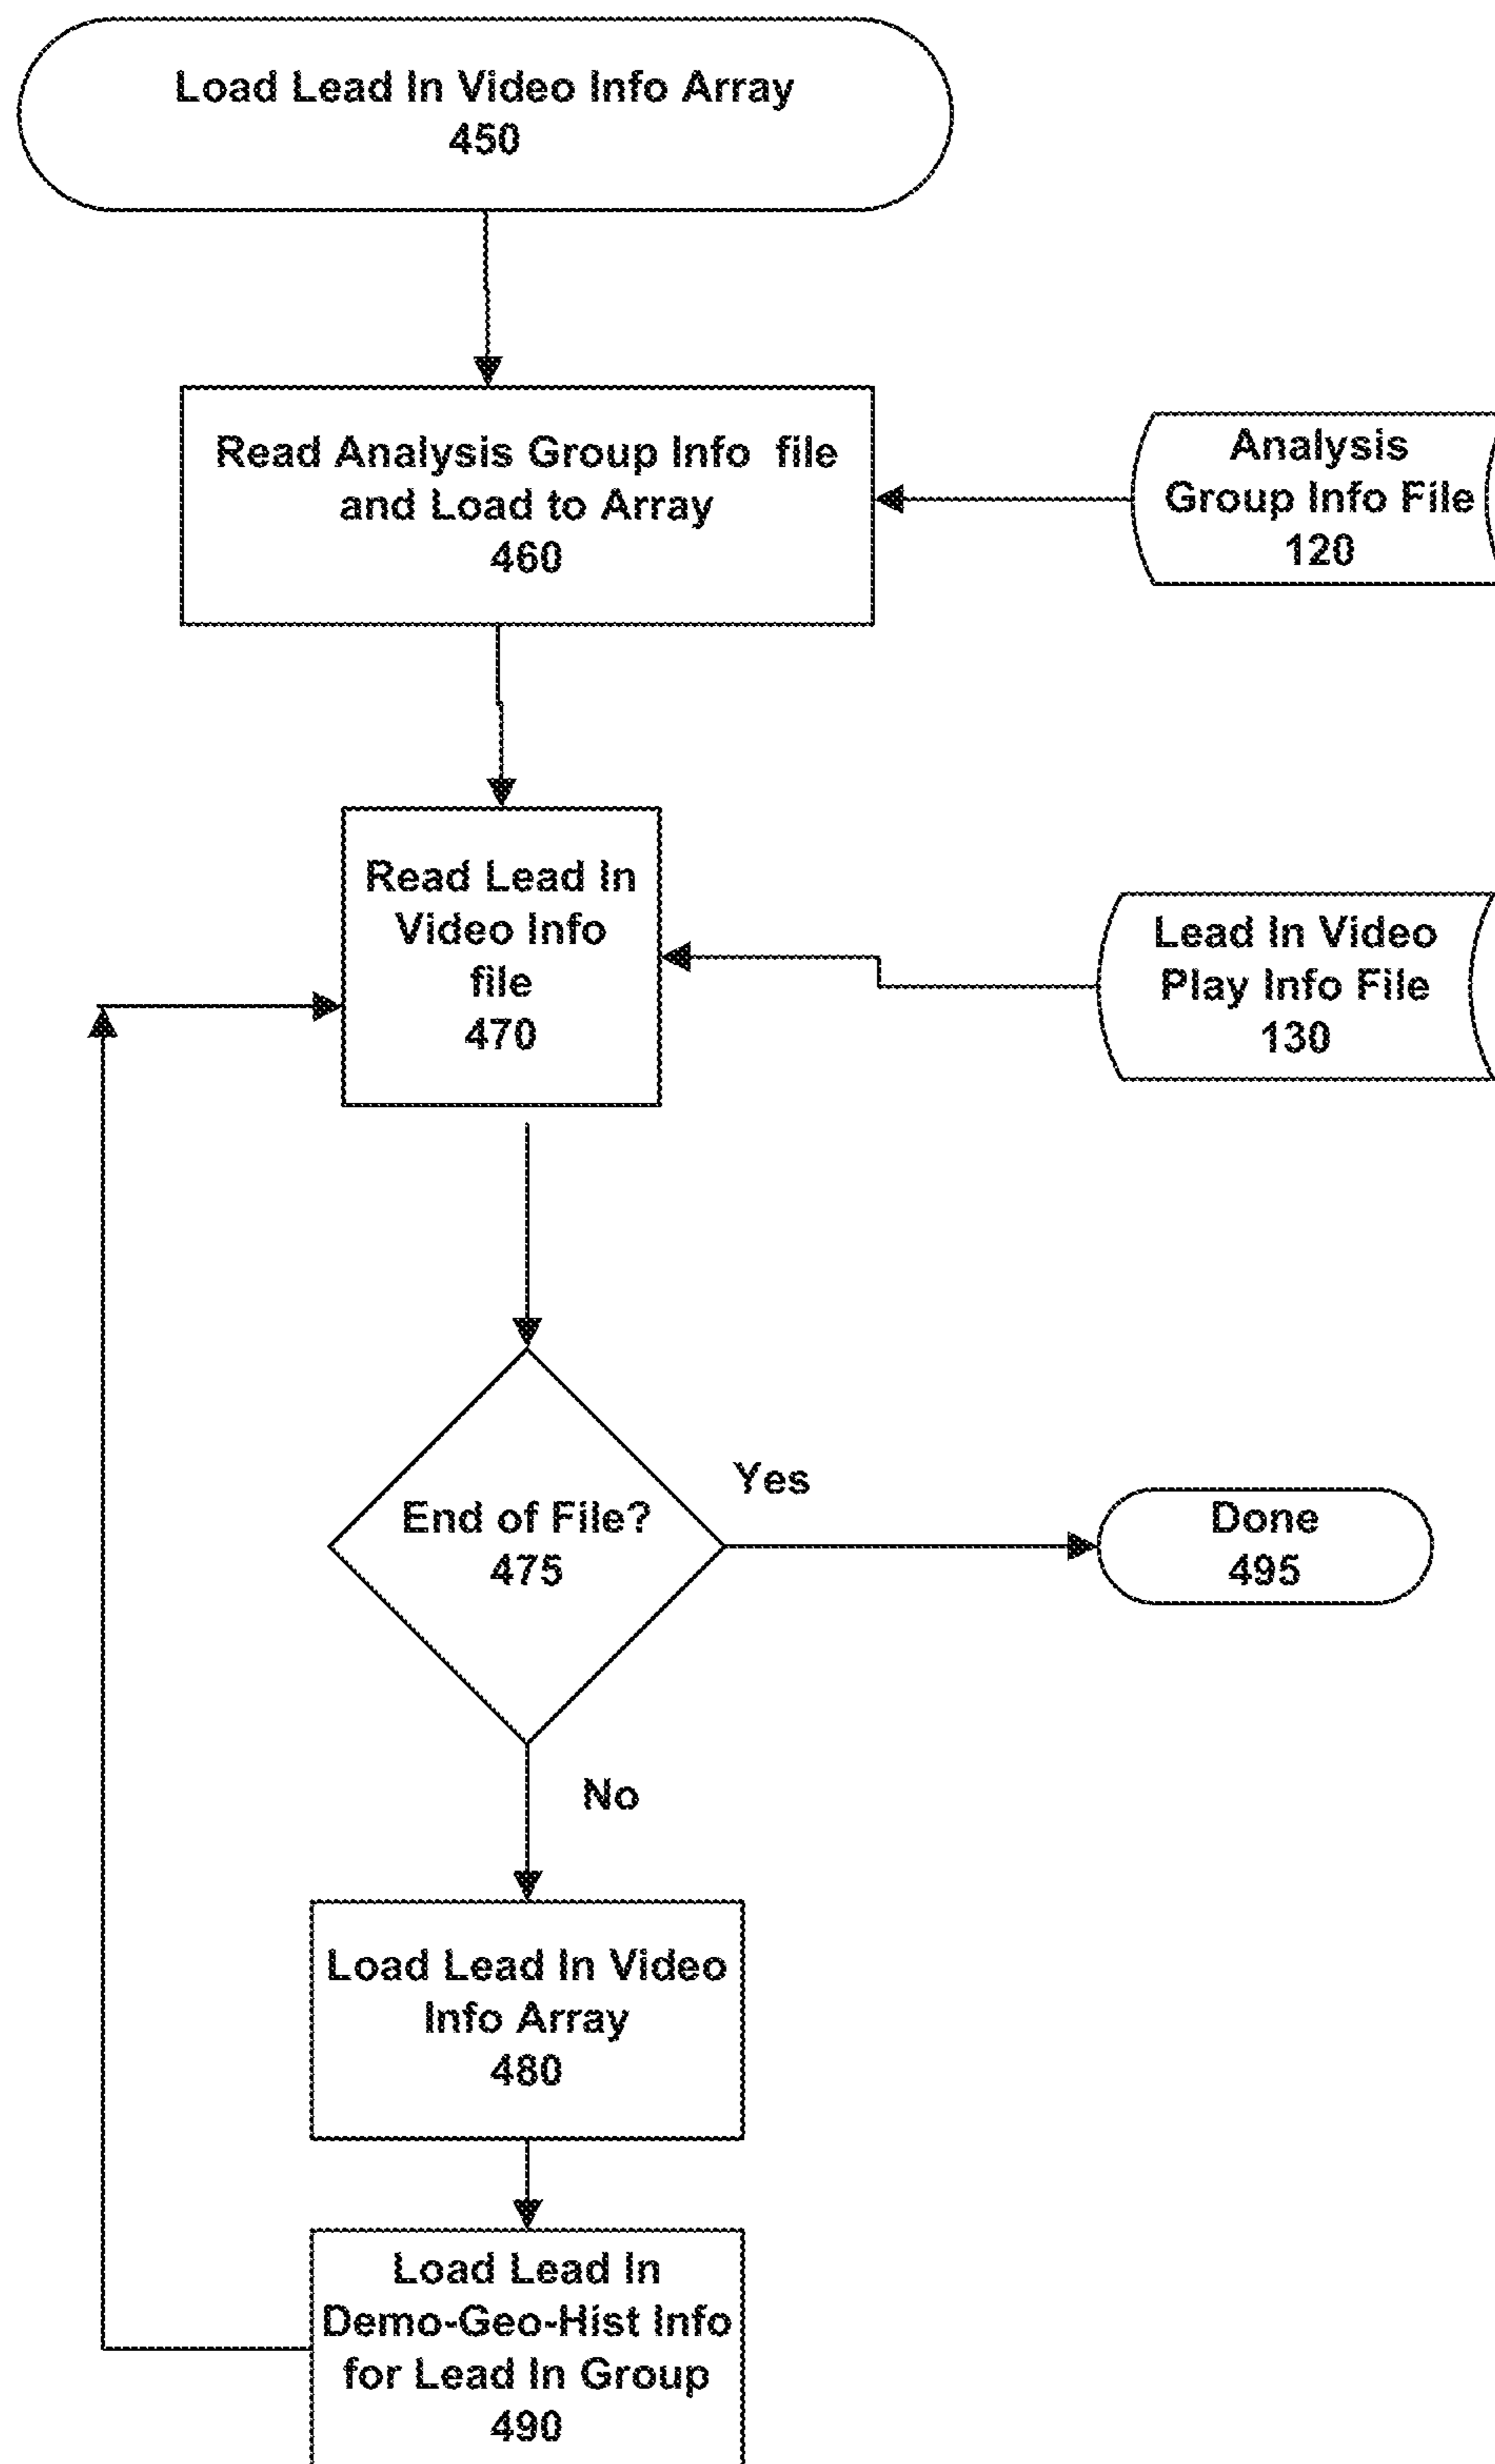 Load Lead In Video Info Array
450
Read Analysis Group Info  file
and Load to Array
460
Analysis
Group Info File
120
Read Lead In
Video Info
file
470
Lead In Video
Play Info File
130
End of File?
475
Yes
Done
495
No
Load Lead In Video
Info Array
480
Load Lead In
Demo-Geo-Hist Info
for Lead In Group
490